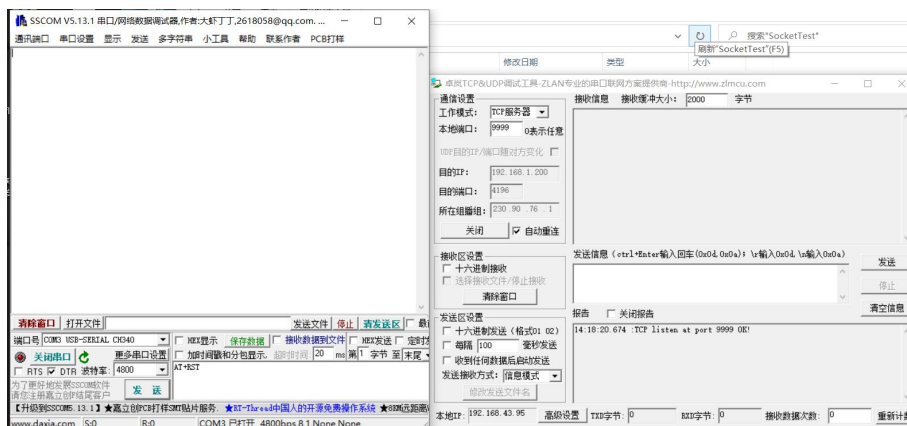 SSCOM V5.13.1 串口/网络数据调试器,作者:大虾丁丁,2618058@qq.com. ...
通讯端口 串口设置 显示 发送 多字符串 小工具 帮助 联系作者 PCB打样
清除窗口 打开文件 发送文件 停止 清发送区
端口号 COM3 USB-SERIAL CH340 HEX显示 保存数据 接收数据到文件 HEX发送 定时发
关闭串口 更多串口设置 加时间戳和分包显示. 超时时间 20 ms 第1 字节 至 末尾
RTS DTR 波特率: 4800
AT+RST
为了更好地发展SSCOM软件
请您注册嘉立创F结尾客户
发 送
【升级到SSCOM5.13.1】★嘉立创PCB打样SMT贴片服务. ★RT-Thread中国人的开源免费操作系统 ★8KM远距离
www.daxia.com S:0 R:0 COM3 已打开 4800bps,8,1,None,None
搜索"SocketTest"
刷新"SocketTest"(F5)
修改日期 类型 大小
卓岚TCP&UDP调试工具-ZLAN专业的串口联网方案提供商-http://www.zlmcu.com
通信设置
工作模式: TCP服务器
本地端口: 9999 0表示任意
UDP目的IP/端口随对方变化
目的IP: 192.168.1.200
目的端口: 4196
所在组播组: 230.90.76.1
关闭 自动重连
接收区设置
十六进制接收
选择接收文件/停止接收
清除窗口
发送区设置
十六进制发送（格式01 02）
每隔 100 毫秒发送
收到任何数据后启动发送
发送接收方式: 信息模式
修改发送文件名
接收信息 接收缓冲大小: 2000 字节
发送信息（ctrl+Enter输入回车(0x0d,0x0a); \r输入0x0d,\n输入0x0a)
发送
停止
清空信息
报告 关闭报告
14:18:20.674 :TCP listen at port 9999 OK!
本地IP: 192.168.43.95 高级设置 TXD字节: 0 RXD字节: 0 接收数据次数: 0 重新计数